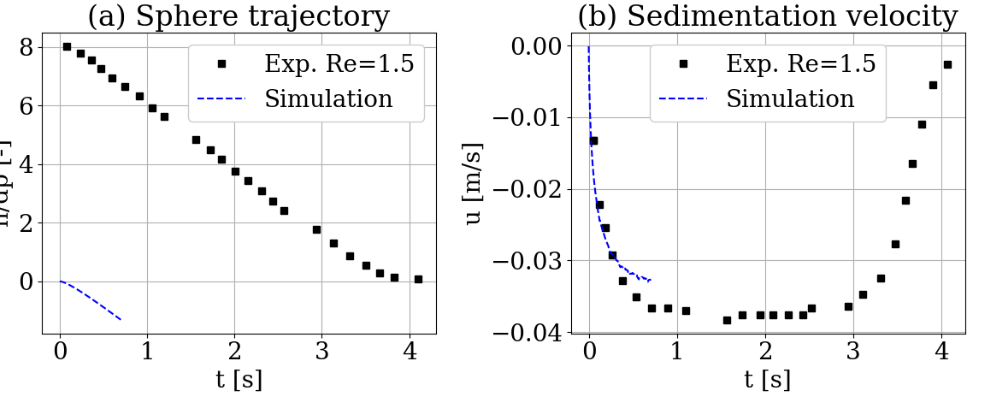 (a) Sphere trajectory
(b) Sedimentation velocity
8
6
4
2
0
h/dp [-]
Exp. Re=1.5
Simulation
0 1 2 3 4
t [s]
0.00
−0.01
−0.02
−0.03
−0.04
u [m/s]
Exp. Re=1.5
Simulation
0 1 2 3 4
t [s]